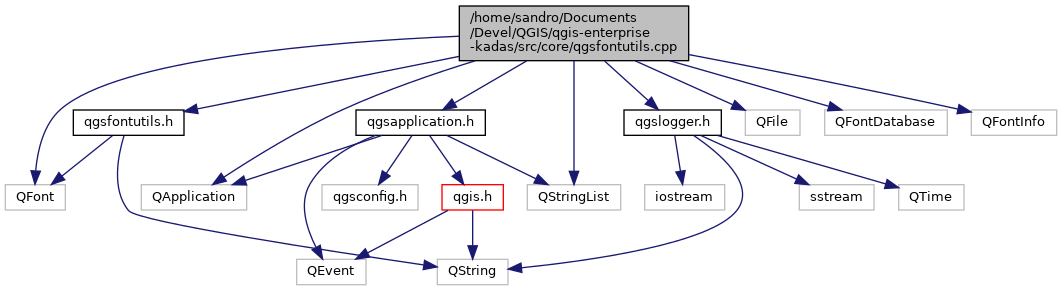 /home/sandro/Documents
/Devel/QGIS/qgis-enterprise
-kadas/src/core/qgsfontutils.cpp
qgsfontutils.h
qgsapplication.h
qgslogger.h
QFile
QFontDatabase
QFontInfo
QFont
QApplication
qgsconfig.h
qgis.h
QStringList
iostream
sstream
QTime
QEvent
QString